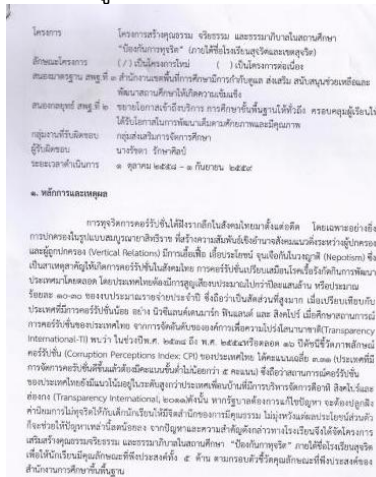 โครงการ โครงการสร้างคุณธรรม จริยธรรม และธรรมาภิบาลในสถานศึกษา
"ป้องกันการทุจริต" (ภายใต้ชื่อโรงเรียนสุจริตและเขตสุจริต)
ลักษณะโครงการ ( / ) เป็นโครงการใหม่ ( ) เป็นโครงการต่อเนื่อง
สนองมาตรฐาน สพฐ.ที่ ๑ สำนักงานเขตพื้นที่การศึกษามีการกำกับดูแล ส่งเสริม สนับสนุนช่วยเหลือและ
พัฒนาสถานศึกษาให้เกิดความเข้มแข็ง
สนองกลยุทธ์ สพฐ.ที่ ๒ ขยายโอกาสเข้าถึงบริการ การศึกษาขั้นพื้นฐานให้ทั่วถึง ครอบคลุมผู้เรียนให้
ได้รับโอกาสในการพัฒนาเต็มตามศักยภาพและมีคุณภาพ
กลุ่มงานที่รับผิดชอบ กลุ่มส่งเสริมการจัดการศึกษา
ผู้รับผิดชอบ นางรัชดา รักษาศิลป์
ระยะเวลาดำเนินการ ๑ ตุลาคม ๒๕๕๘ – ๑ กันยายน ๒๕๕๙
๑. หลักการและเหตุผล
การทุจริตการคอร์รัปชั่นได้ฝังรากลึกในสังคมไทยมาตั้งแต่อดีต โดยเฉพาะอย่างยิ่ง
การปกครองในรูปแบบสมบูรณายาสิทธิราช ที่สร้างความสัมพันธ์เชิงอำนาจสังคมแนวดิ่งระหว่างผู้ปกครอง
และผู้ถูกปกครอง (Vertical Relations) มีการเอื้อเฟื้อ เอื้อประโยชน์ จุนเจือกันในวงญาติ (Nepotism) ซึ่ง
เป็นสาเหตุสำคัญให้เกิดการคอร์รัปชั่นในสังคมไทย การคอร์รัปชั่นเปรียบเสมือนโรคเรื้อรังกัดกินการพัฒนา
ประเทศมาโดยตลอด โดยประเทศไทยต้องมีการสูญเสียงบประมาณไปกว่าปีละแสนล้าน หรือประมาณ
ร้อยละ ๑๐-๓๐ ของงบประมาณรายจ่ายประจำปี ซึ่งถือว่าเป็นสัดส่วนที่สูงมาก เมื่อเปรียบเทียบกับ
ประเทศที่มีการคอร์รัปชั่นน้อย อย่าง นิวซีแลนด์เดนมาร์ก ฟินแลนด์ และ สิงคโปร์ เมื่อศึกษาสถานการณ์
การคอร์รัปชั่นของประเทศไทย จากการจัดอันดับขององค์การเพื่อความโปร่งใสนานาชาติ(Transparency
International-TI) พบว่า ในช่วงปีพ.ศ. ๒๕๓๘ ถึง พ.ศ. ๒๕๕๔หรือตลอด ๑๖ ปีดัชนีชี้วัดภาพลักษณ์
คอร์รัปชั่น (Corruption Perceptions Index: CPI) ของประเทศไทย ได้คะแนนเฉลี่ย ๓.๓๑ (ประเทศที่มี
การจัดการคอร์รัปชั่นดีขึ้นแล้วต้องมีคะแนนขั้นต่ำไม่น้อยกว่า ๕ คะแนน) ซึ่งถือว่าสถานการณ์คอร์รัปชั่น
ของประเทศไทยยังมีแนวโน้มอยู่ในระดับสูงกว่าประเทศเพื่อนบ้านที่มีการบริหารจัดการดีอาทิ สิงคโปร์และ
ฮ่องกง (Transparency International, ๒๐๑๑)ดังนั้น หากรัฐบาลต้องการแก้ไขปัญหา จะต้องปลูกฝัง
ค่านิยมการไม่ทุจริตให้กับเด็กนักเรียนให้มีจิตสำนึกของการมีคุณธรรม ไม่มุ่งหวังแต่ผลประโยชน์ส่วนตัว
ก็จะช่วยให้ปัญหาเหล่านี้ลดน้อยลง จากปัญหาและความสำคัญดังกล่าวทางโรงเรียนจึงได้จัดโครงการ
เสริมสร้างคุณธรรมจริยธรรม และธรรมาภิบาลในสถานศึกษา "ป้องกันการทุจริต" ภายใต้ชื่อโรงเรียนสุจริต
เพื่อให้นักเรียนมีคุณลักษณะที่พึงประสงค์ทั้ง ๕ ด้าน ตามกรอบตัวชี้วัดคุณลักษณะที่พึงประสงค์ของ
สำนักงานการศึกษาขั้นพื้นฐาน